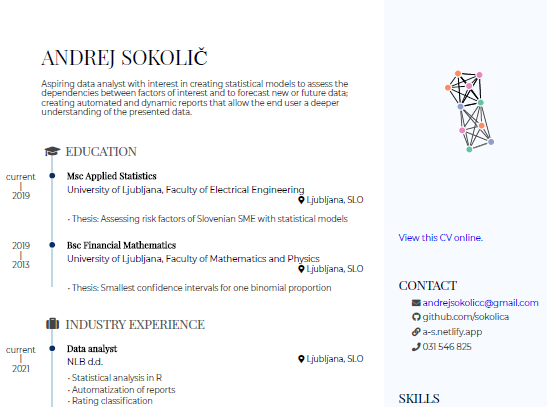 ANDREJ SOKOLIČ
Aspiring data analyst with interest in creating statistical models to assess the
dependencies between factors of interest and to forecast new or future data;
creating automated and dynamic reports that allow the end user a deeper
understanding of the presented data.
EDUCATION
current
2019
Msc Applied Statistics
University of Ljubljana, Faculty of Electrical Engineering
Ljubljana, SLO
- Thesis: Assessing risk factors of Slovenian SME with statistical models
2019
2013
Bsc Financial Mathematics
University of Ljubljana, Faculty of Mathematics and Physics
Ljubljana, SLO
- Thesis: Smallest confidence intervals for one binomial proportion
INDUSTRY EXPERIENCE
current
2021
Data analyst
NLB d.d.
Ljubljana, SLO
- Statistical analysis in R
- Automatization of reports
- Rating classification
View this CV online.
CONTACT
andrejsokolicc@gmail.com
github.com/sokolica
a-s.netlify.app
031 546 825
SKILLS